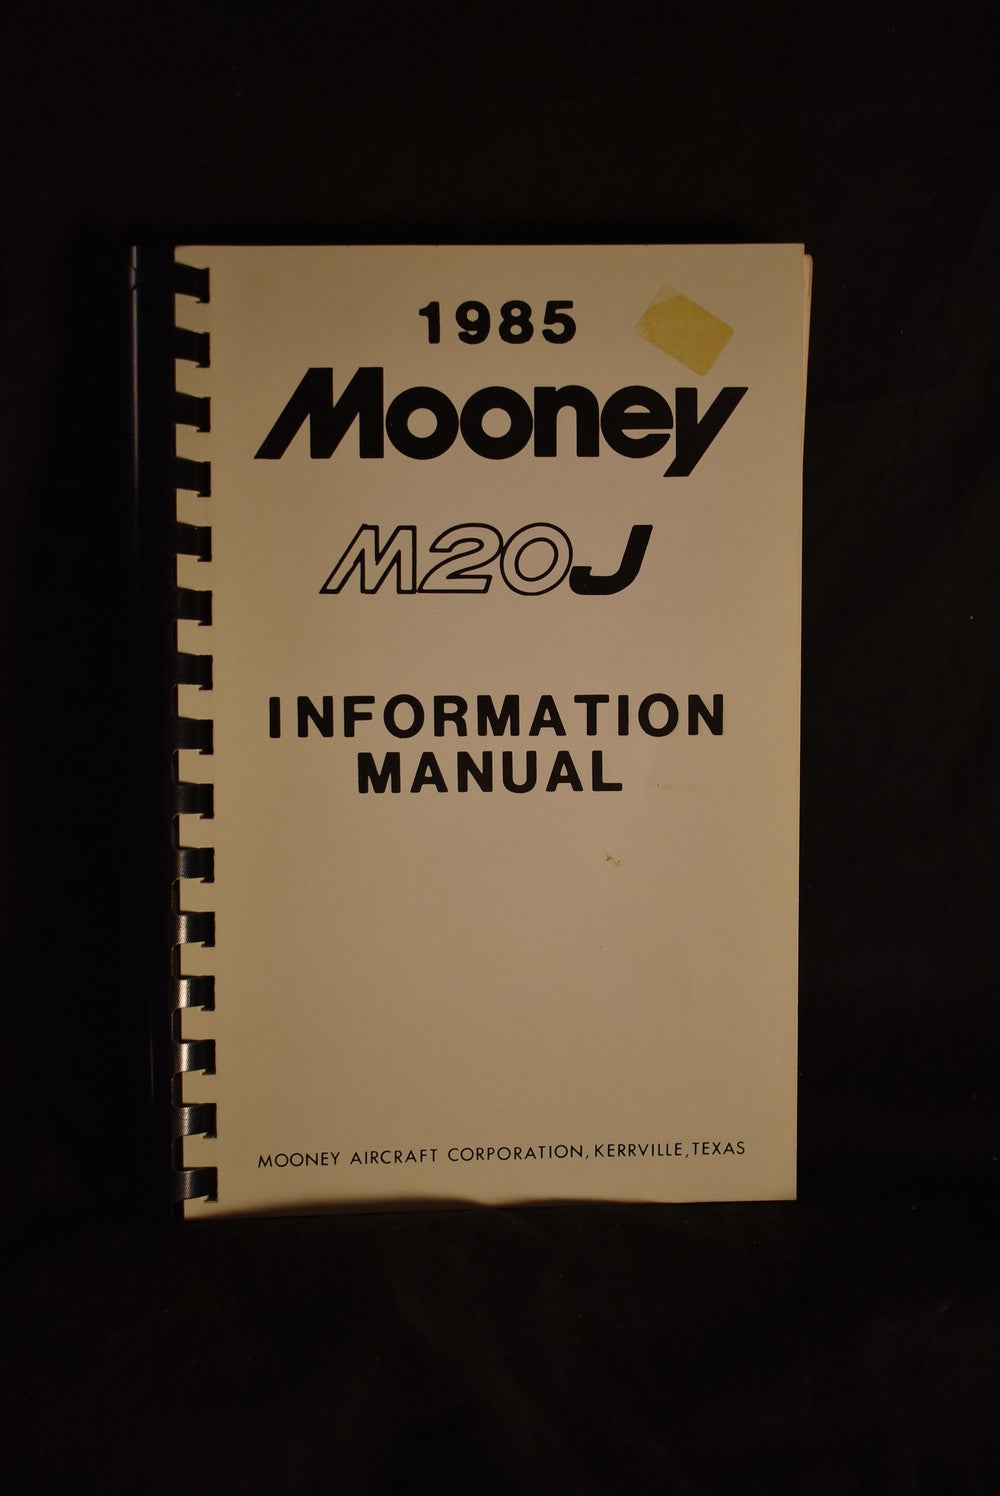 1985
Mooney
M20J
INFORMATION
MANUAL
MOONEY AIRCRAFT CORPORATION, KERRVILLE, TEXAS